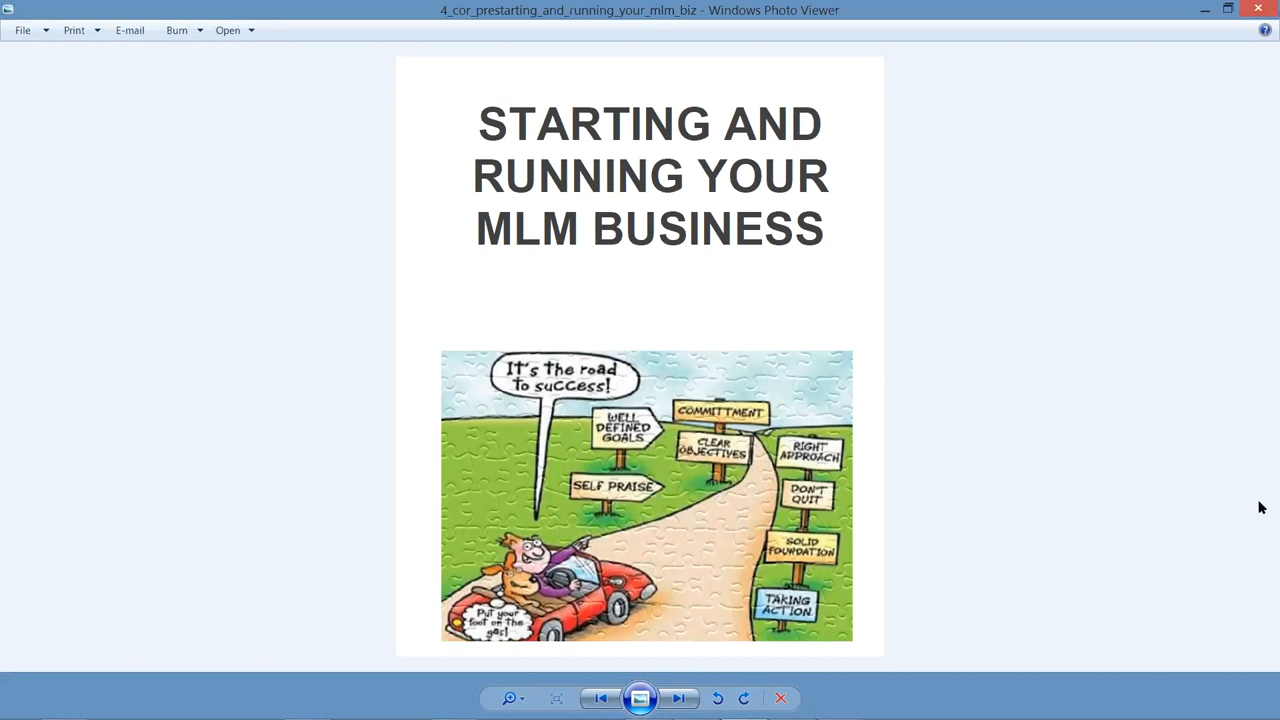 4_cor_prestarting_and_running_your_mlm_biz - Windows Photo Viewer
File Print E-mail Burn Open
STARTING AND
RUNNING YOUR
MLM BUSINESS
It's the road
to success!
WELL
DEFINED
GOALS
COMMITTMENT
CLEAR
OBJECTIVES
RIGHT
APPROACH
SELF PRAISE
DON'T
QUIT
SOLID
FOUNDATION
TAKING
ACTION
Put your
foot on the
gas!